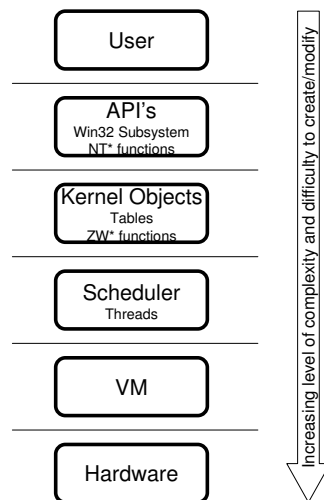 User
API's
Win32 Subsystem
NT* functions
Kernel Objects
Tables
ZW* functions
Scheduler
Threads
VM
Hardware
Increasing level of complexity and difficulty to create/modify